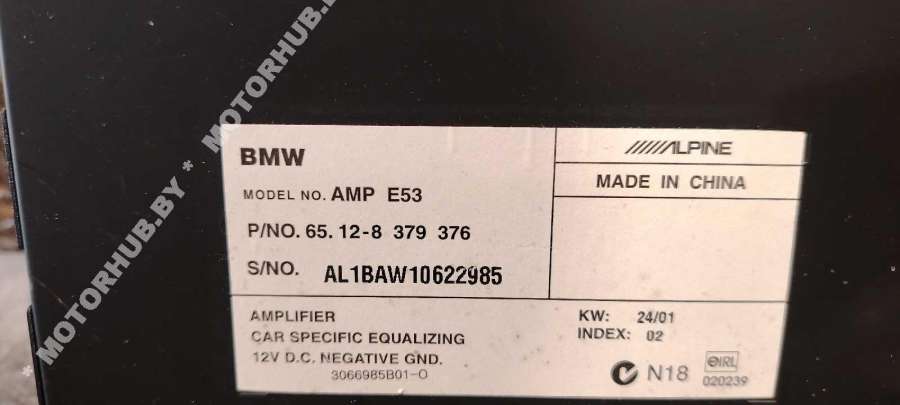 MOTORHUB.BY * MOTORHUB.B
BMW
MODEL NO. AMP E53
P/NO. 65. 12-8 379 376
S/NO. AL1BAW10622985
ALPINE
MADE IN CHINA
AMPLIFIER
CAR SPECIFIC EQUALIZING
12V D.C. NEGATIVE GND.
3066985B01-O
KW: 24/01
INDEX: 02
N18
eIRL
020239